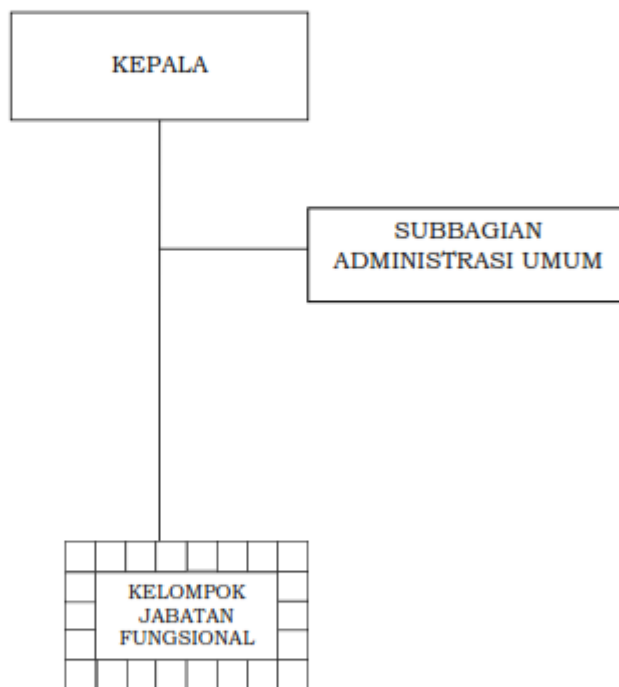 KEPALA
SUBBAGIAN
ADMINISTRASI UMUM
KELOMPOK
JABATAN
FUNGSIONAL